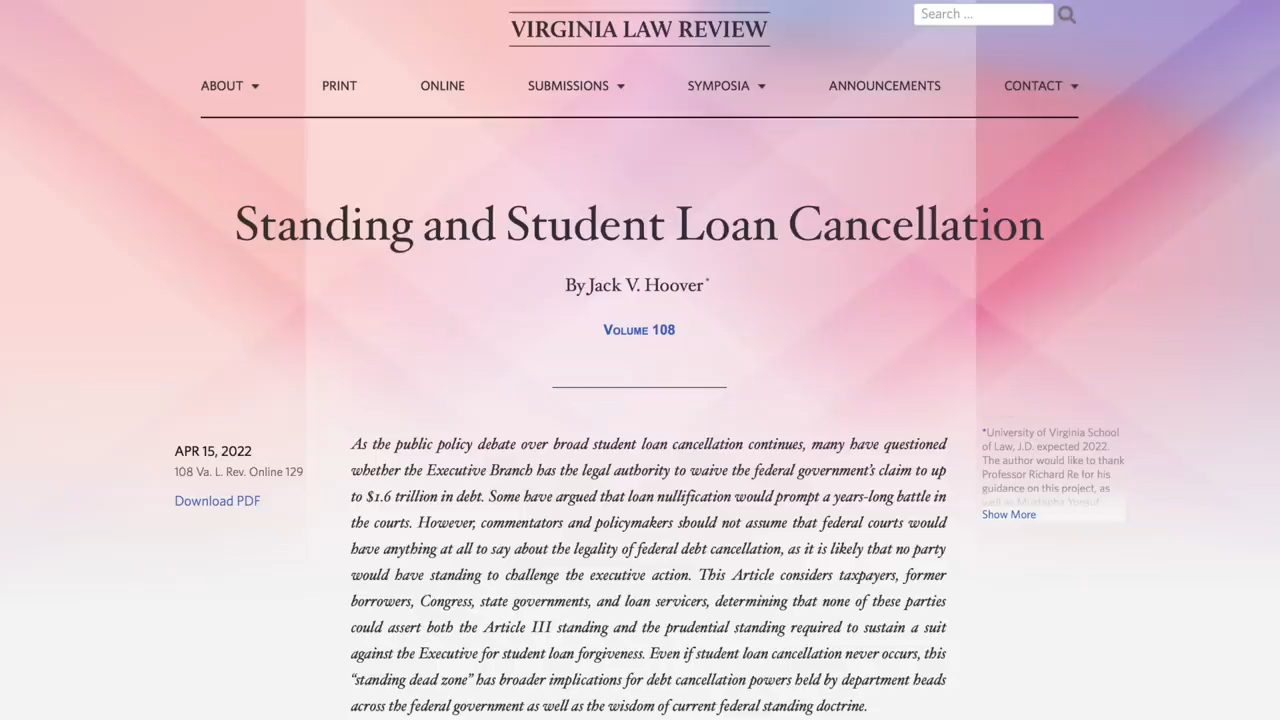 Search ...
VIRGINIA LAW REVIEW
ABOUT
PRINT
ONLINE
SUBMISSIONS
SYMPOSIA
ANNOUNCEMENTS
CONTACT
Standing and Student Loan Cancellation
By Jack V. Hoover*
VOLUME 108
APR 15, 2022
108 Va. L. Rev. Online 129
Download PDF
As the public policy debate over broad student loan cancellation continues, many have questioned
whether the Executive Branch has the legal authority to waive the federal government's claim to up
to $1.6 trillion in debt. Some have argued that loan nullification would prompt a years-long battle in
the courts. However, commentators and policymakers should not assume that federal courts would
have anything at all to say about the legality of federal debt cancellation, as it is likely that no party
would have standing to challenge the executive action. This Article considers taxpayers, former
borrowers, Congress, state governments, and loan servicers, determining that none of these parties
could assert both the Article III standing and the prudential standing required to sustain a suit
against the Executive for student loan forgiveness. Even if student loan cancellation never occurs, this
“standing dead zone” has broader implications for debt cancellation powers held by department heads
across the federal government as well as the wisdom of current federal standing doctrine.
*University of Virginia School
of Law, J.D. expected 2022.
The author would like to thank
Professor Richard Re for his
guidance on this project, as
well as Mustapha Yoosuf
Show More